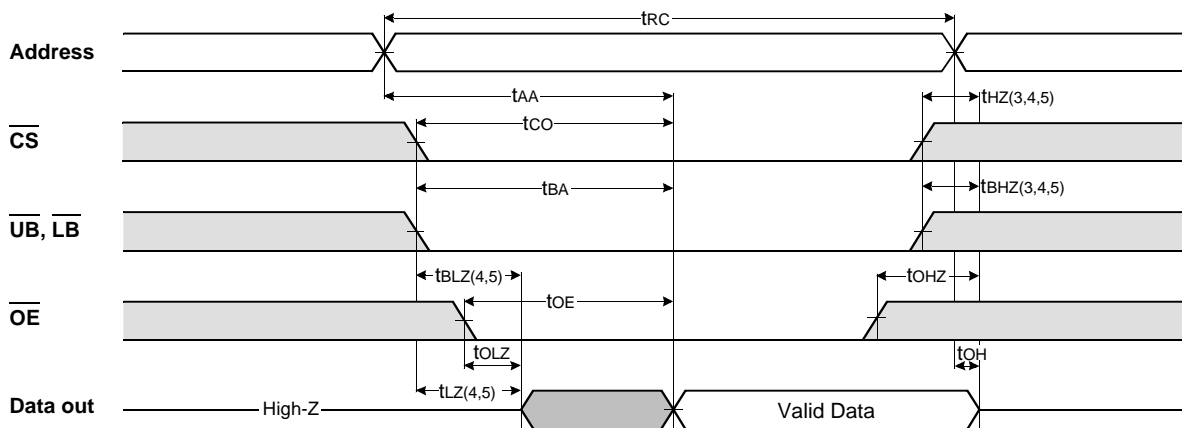 tRC
Address
tAA
tHZ(3,4,5)
CS
tCO
tBA
tBHZ(3,4,5)
UB, LB
tBLZ(4,5)
tOHZ
tOE
OE
tOLZ
tOH
tLZ(4,5)
Data out
High-Z
Valid Data